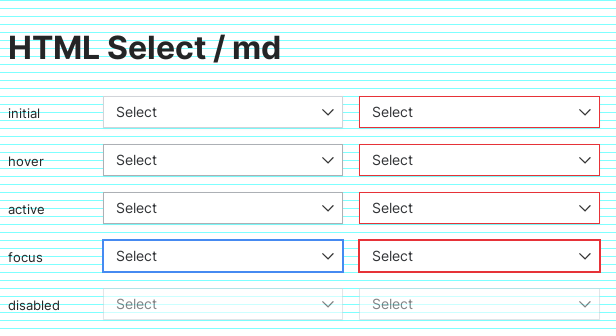 HTML Select / md
initial Select Select
hover Select Select
active Select Select
focus Select Select
disabled Select Select